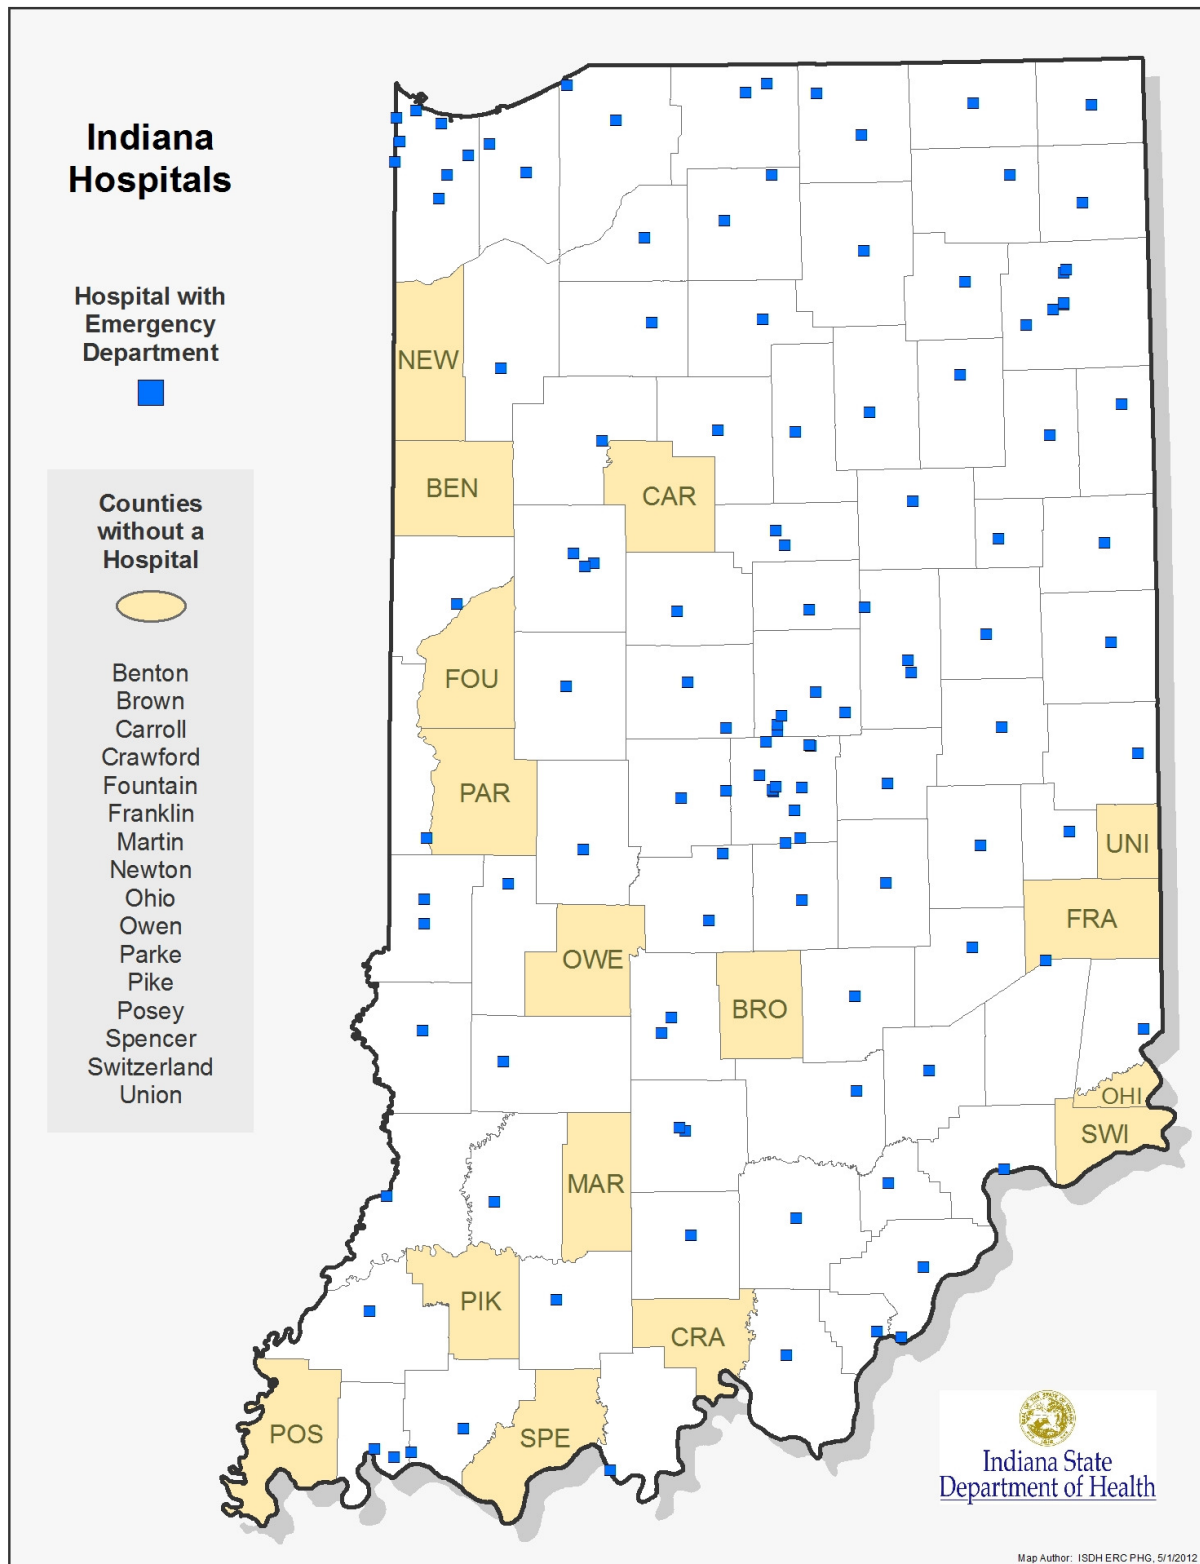 Indiana
Hospitals
Hospital with
Emergency
Department
Counties
without a
Hospital
Benton
Brown
Carroll
Crawford
Fountain
Franklin
Martin
Newton
Ohio
Owen
Parke
Pike
Posey
Spencer
Switzerland
Union
NEW
BEN
CAR
FOU
PAR
UNI
FRA
OWE
BRO
OHI
SWI
MAR
PIK
CRA
POS
SPE
Indiana State
Department of Health
Map Author: ISDH ERC PHG, 5/1/2012